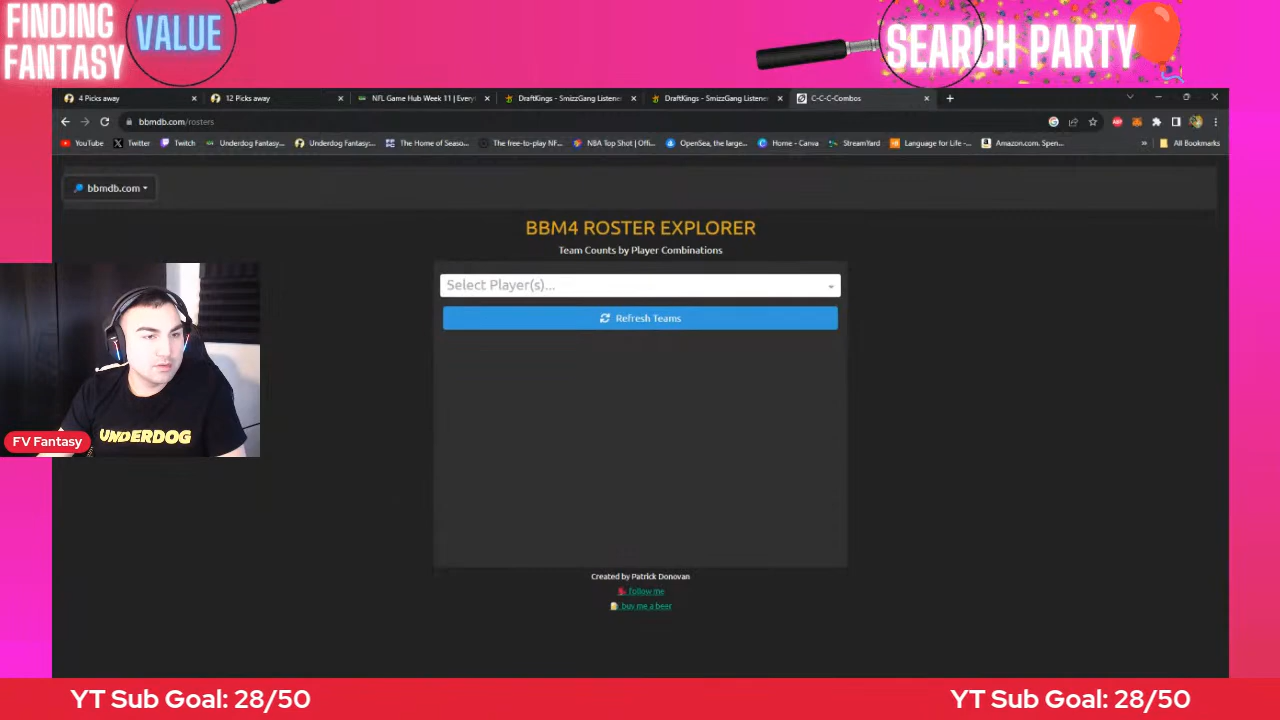 FINDING
FANTASY
VALUE
SEARCH PARTY
4 Picks away
12 Picks away
NFL Game Hub Week 11 | Every
DraftKings - SmizzGang Listene
DraftKings - SmizzGang Listene
C-C-C-Combos
bbmdb.com/rosters
YouTube
Twitter
Twitch
Underdog Fantasy...
Underdog Fantasy:...
The Home of Seaso...
The free-to-play NF...
NBA Top Shot | Offi...
OpenSea, the large...
Home - Canva
StreamYard
Language for Life -...
Amazon.com. Spen...
»
All Bookmarks
bbmdb.com
BBM4 ROSTER EXPLORER
Team Counts by Player Combinations
Select Player(s)...
Refresh Teams
UNDERDOG
FV Fantasy
Created by Patrick Donovan
follow me
buy me a beer
YT Sub Goal: 28/50
YT Sub Goal: 28/50